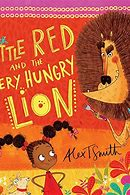 TTLE RED
AND THE
ERY HUNGRY
LION
ALEX T SMITH